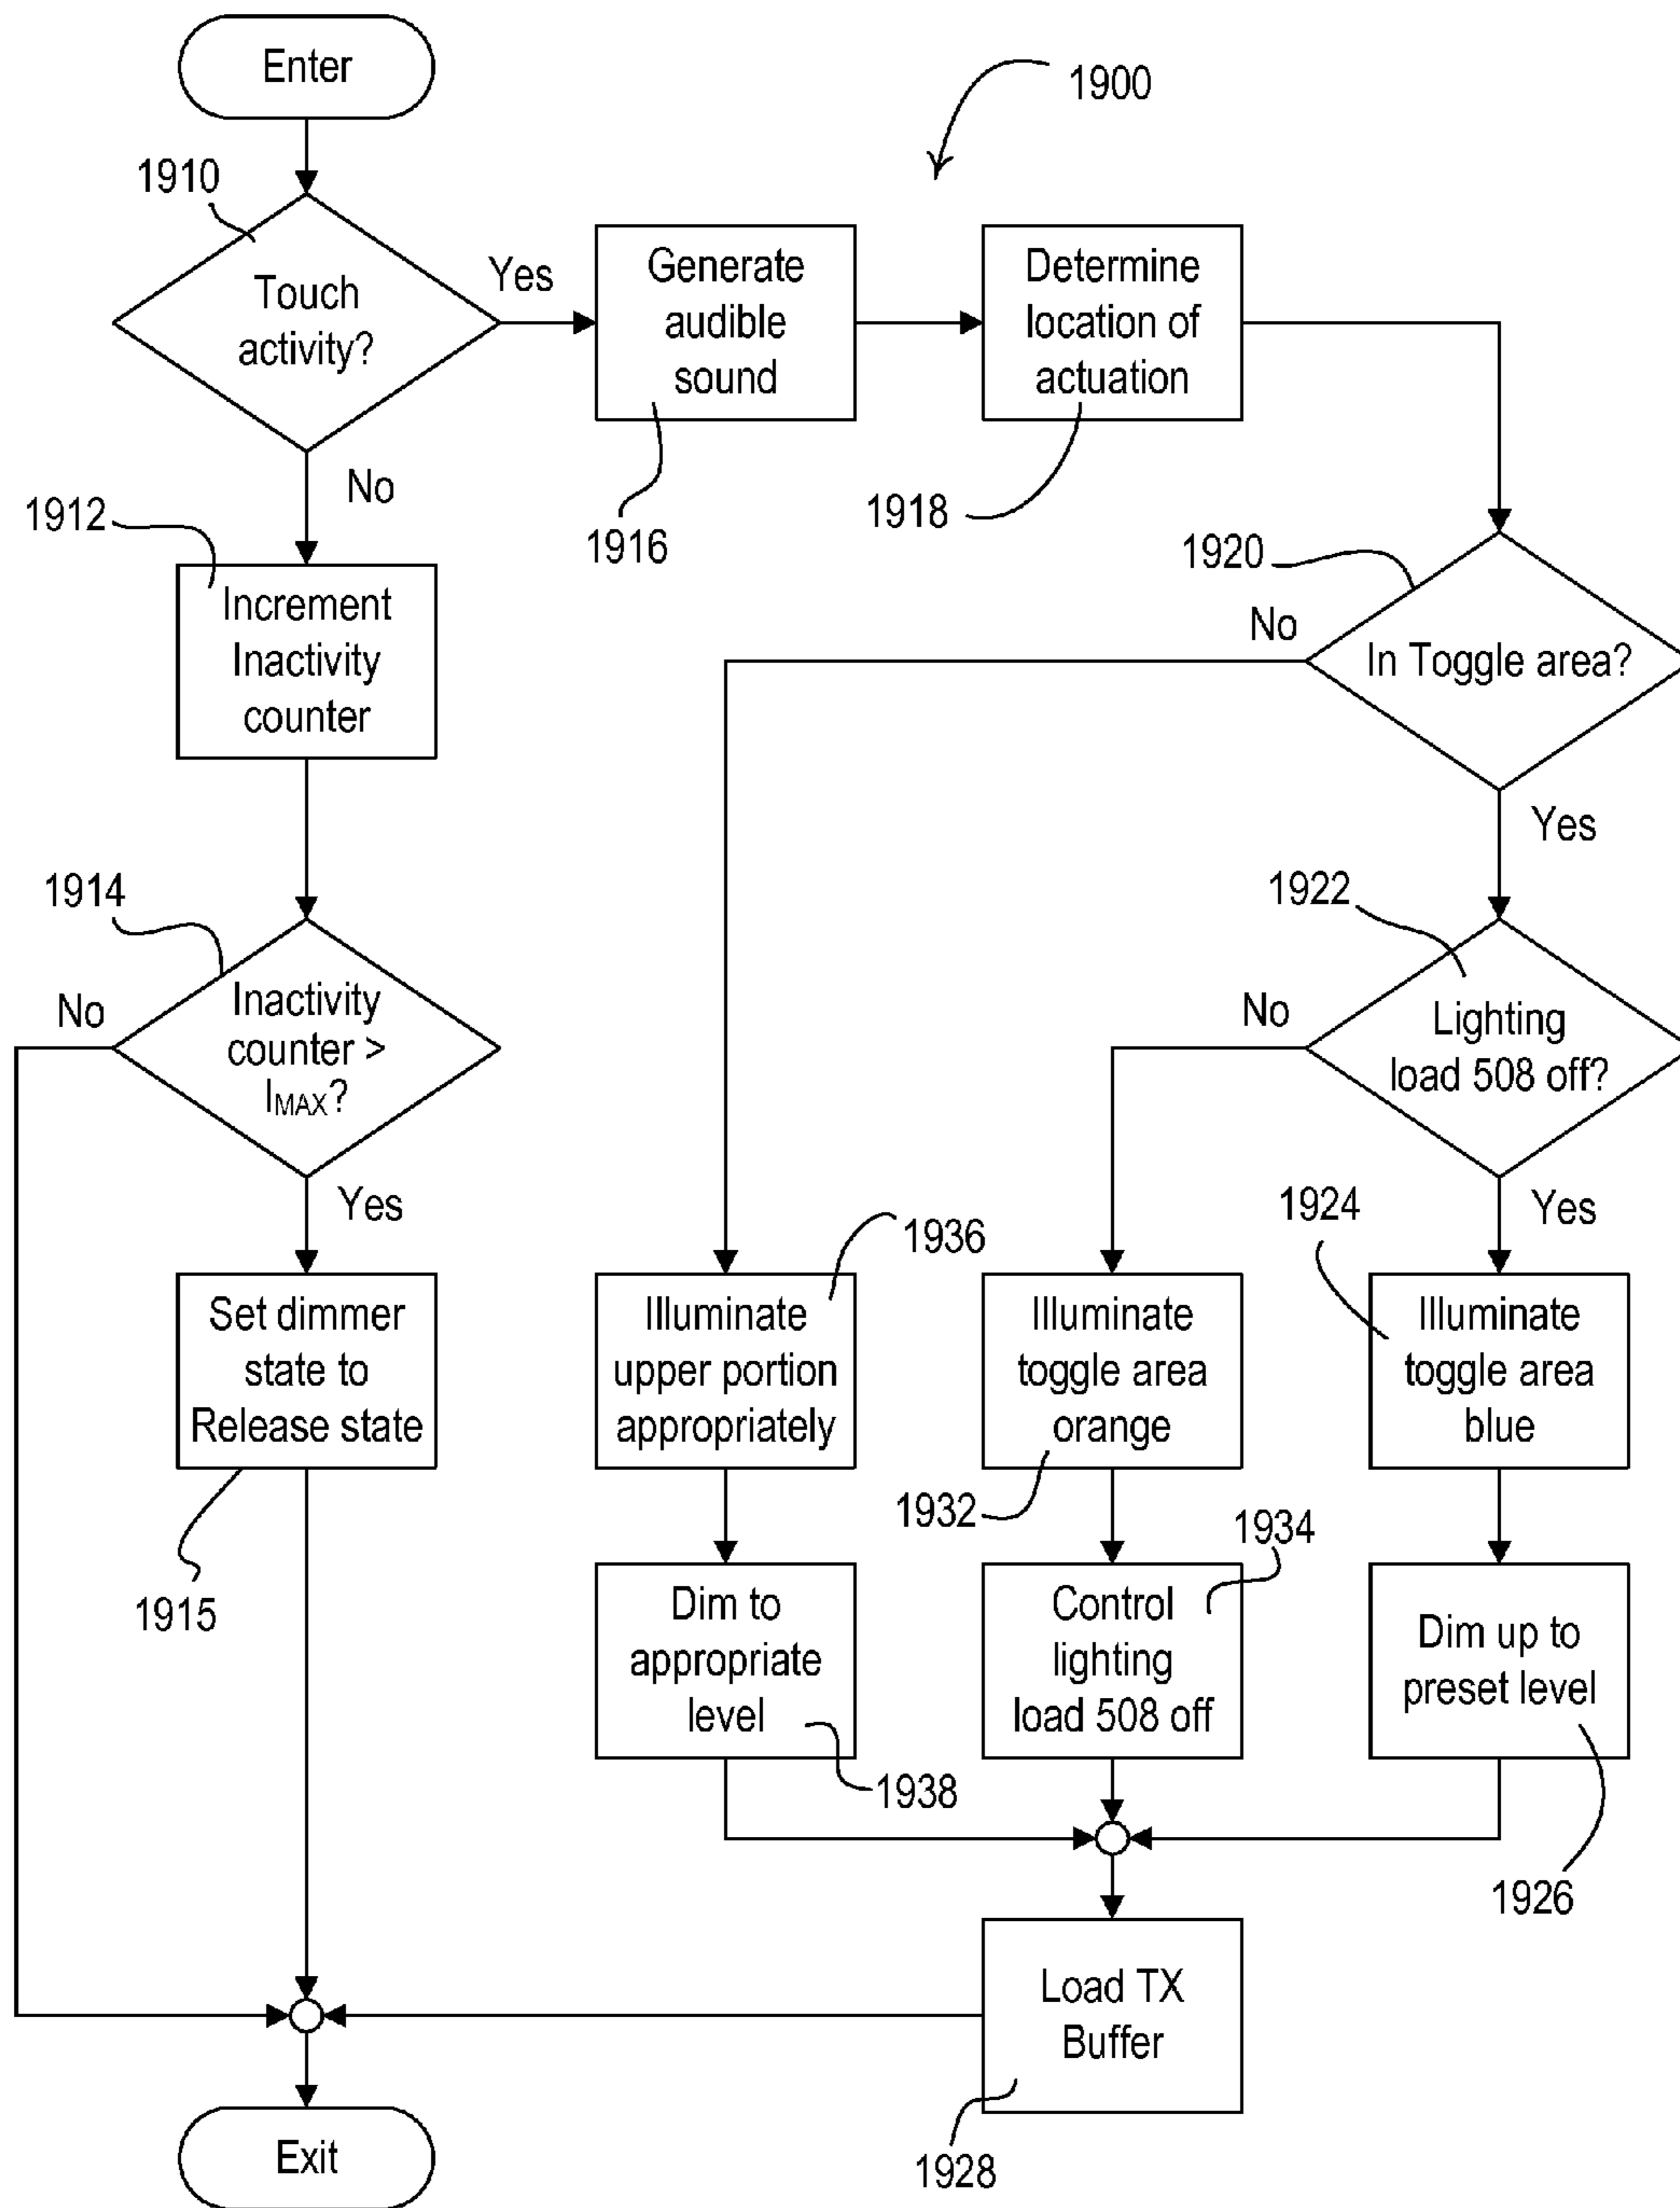 Enter
1900
1910
Touch
activity?
Yes
Generate
audible
sound
Determine
location of
actuation
No
1912
1916
1918
1920
Increment
Inactivity
counter
No
In Toggle area?
Yes
1914
1922
No
Inactivity
counter >
IMAX?
No
Lighting
load 508 off?
Yes
1936
1924
Yes
Set dimmer
state to
Release state
Illuminate
upper portion
appropriately
Illuminate
toggle area
orange
Illuminate
toggle area
blue
1932
1934
1915
Dim to
appropriate
level
Control
lighting
load 508 off
Dim up to
preset level
1938
1926
Load TX
Buffer
Exit
1928